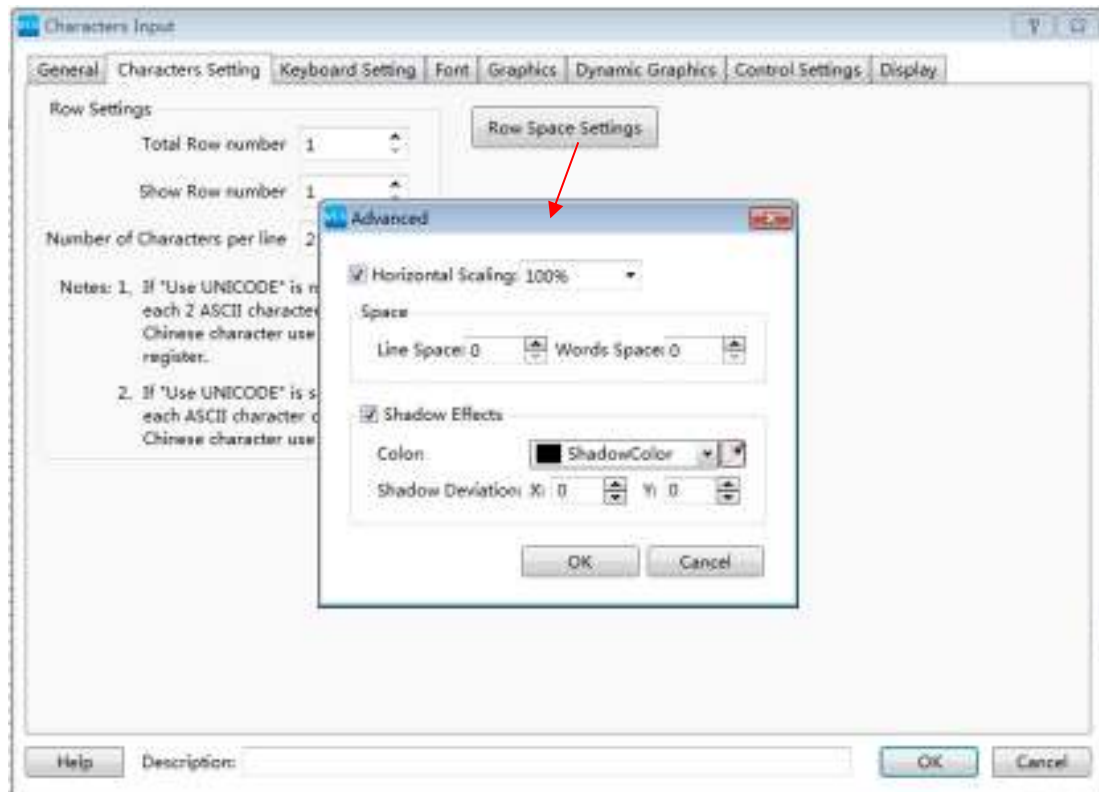 Characters Input
General Characters Setting Keyboard Setting Font Graphics Dynamic Graphics Control Settings Display
Row Settings
Total Row number 1
Row Space Settings
Show Row number 1
Number of Characters per line 2
Notes: 1. If "Use UNICODE" is
each 2 ASCII character
Chinese character use
register.
2. If "Use UNICODE" is s
each ASCII character
Chinese character use
Advanced
Horizontal Scaling: 100%
Space
Line Space: 0 Words Space: 0
Shadow Effects
Color: ShadowColor
Shadow Deviation: X: 0 Y: 0
OK Cancel
Help Description: OK Cancel